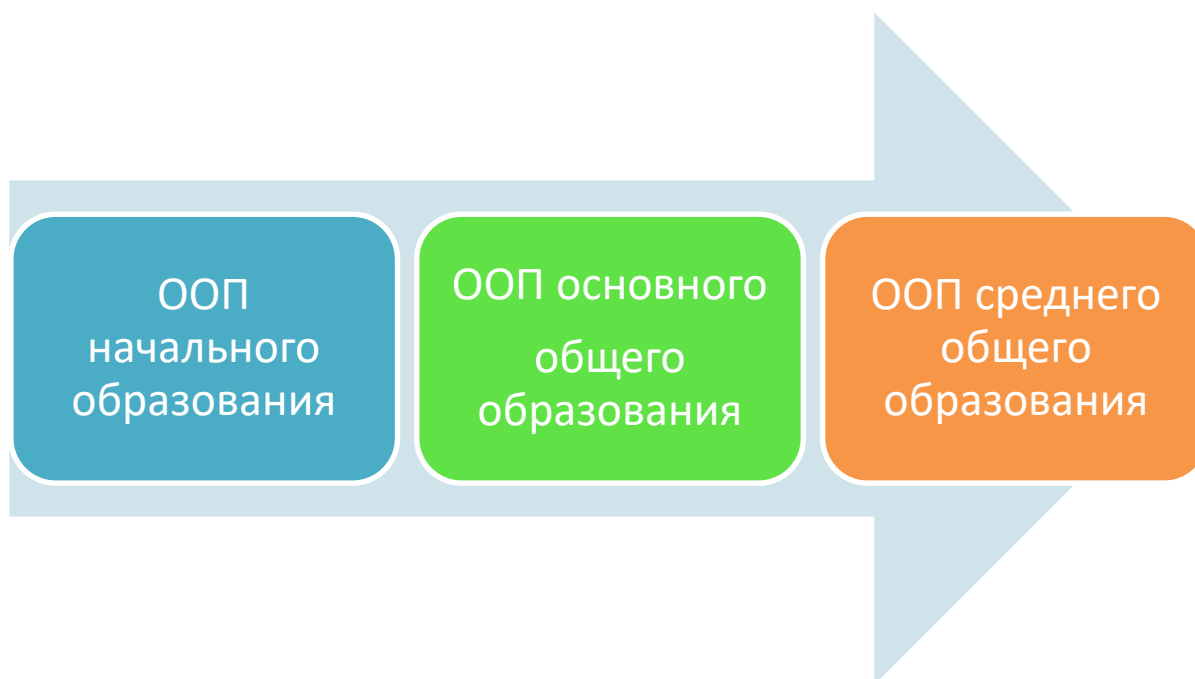 ООП
начального
образования
ООП основного
общего
образования
ООП среднего
общего
образования